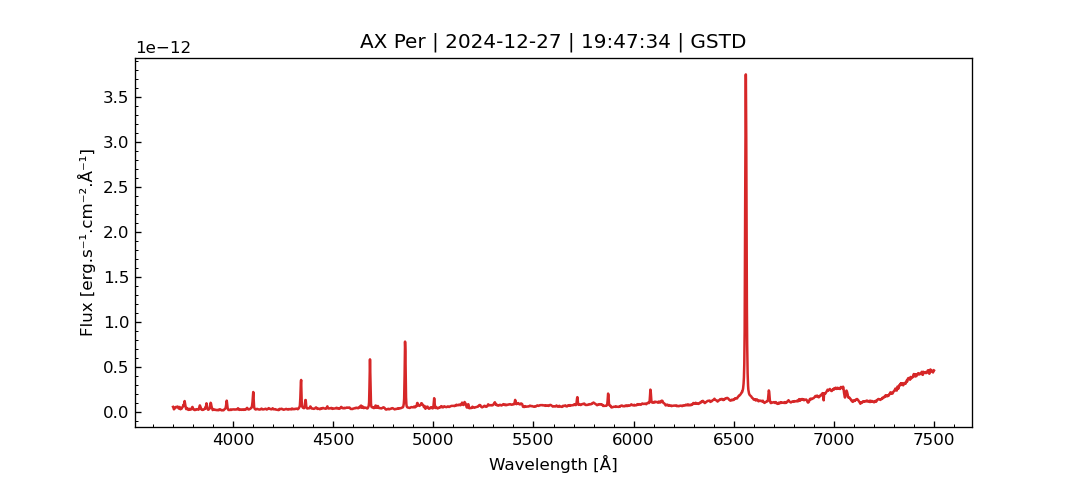 AX Per | 2024-12-27 | 19:47:34 | GSTD
1e−12
3.5
3.0
2.5
2.0
1.5
1.0
0.5
0.0
Flux [erg.s⁻¹.cm⁻².Å⁻¹]
4000 4500 5000 5500 6000 6500 7000 7500
Wavelength [Å]